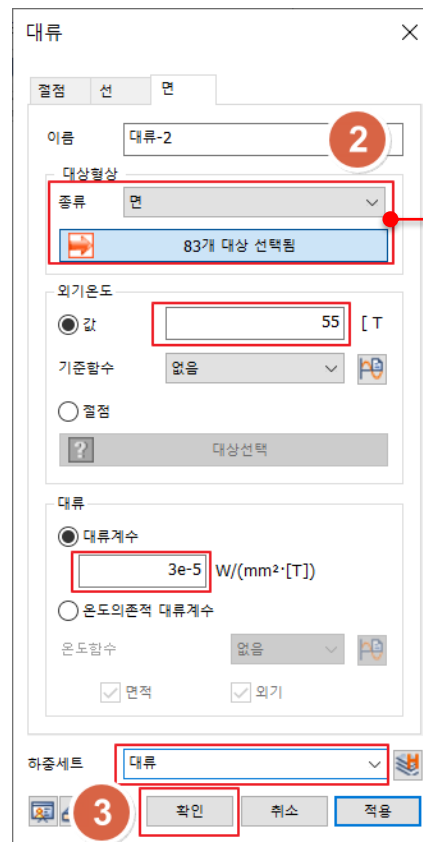 대류
절점 선 면
이름 대류-2
2
대상형상
종류 면
83개 대상 선택됨
외기온도
값 55 [ T
기준함수 없음
절점
? 대상선택
대류
대류계수
3e-5 W/(mm²·[T])
온도의존적 대류계수
온도함수 없음
면적 외기
하중세트 대류
3 확인 취소 적용